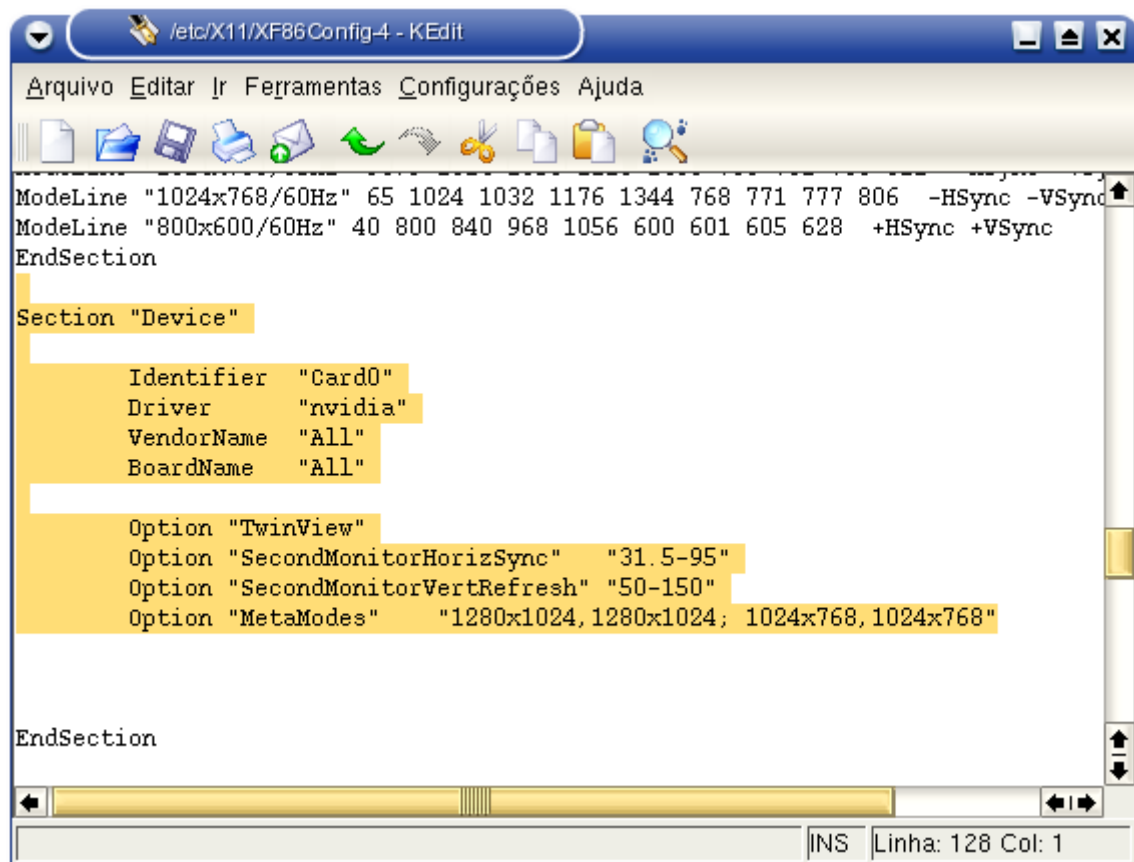 /etc/X11/XF86Config-4 - KEdit
Arquivo Editar Ir Ferramentas Configurações Ajuda
ModeLine "1024x768/60Hz" 65 1024 1032 1176 1344 768 771 777 806 -HSync -VSync
ModeLine "800x600/60Hz" 40 800 840 968 1056 600 601 605 628 +HSync +VSync
EndSection
Section "Device"
Identifier "Card0"
Driver "nvidia"
VendorName "All"
BoardName "All"
Option "TwinView"
Option "SecondMonitorHorizSync" "31.5-95"
Option "SecondMonitorVertRefresh" "50-150"
Option "MetaModes" "1280x1024,1280x1024; 1024x768,1024x768"
EndSection
INS Linha: 128 Col: 1